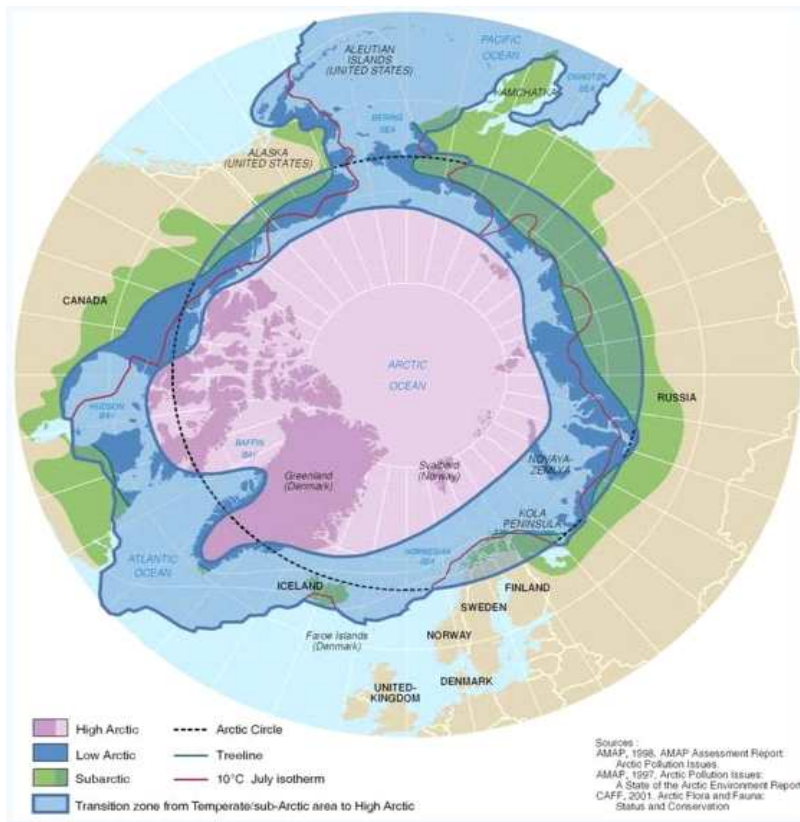 PACIFIC
OCEAN
ALEUTIAN
ISLANDS
(UNITED STATES)
OKHOTSK
SEA
KAMCHATKA
BERING
SEA
ALASKA
(UNITED STATES)
CANADA
ARCTIC
OCEAN
RUSSIA
HUDSON
BAY
BAFFIN
BAY
Greenland
(Denmark)
Svalbard
(Norway)
NOVAYA-
ZEMLYA
KOLA
PENINSULA
ATLANTIC
OCEAN
NORWEGIAN
SEA
ICELAND
FINLAND
SWEDEN
Faroe Islands
(Denmark)
NORWAY
DENMARK
UNITED-
KINGDOM
High Arctic
Low Arctic
Subarctic
Arctic Circle
Treeline
10°C July isotherm
Transition zone from Temperate/sub-Arctic area to High Arctic
Sources :
AMAP, 1998. AMAP Assessment Report:
Arctic Pollution Issues.
AMAP, 1997, Arctic Pollution Issues:
A State of the Arctic Environment Report
CAFF, 2001. Arctic Flora and Fauna:
Status and Conservation